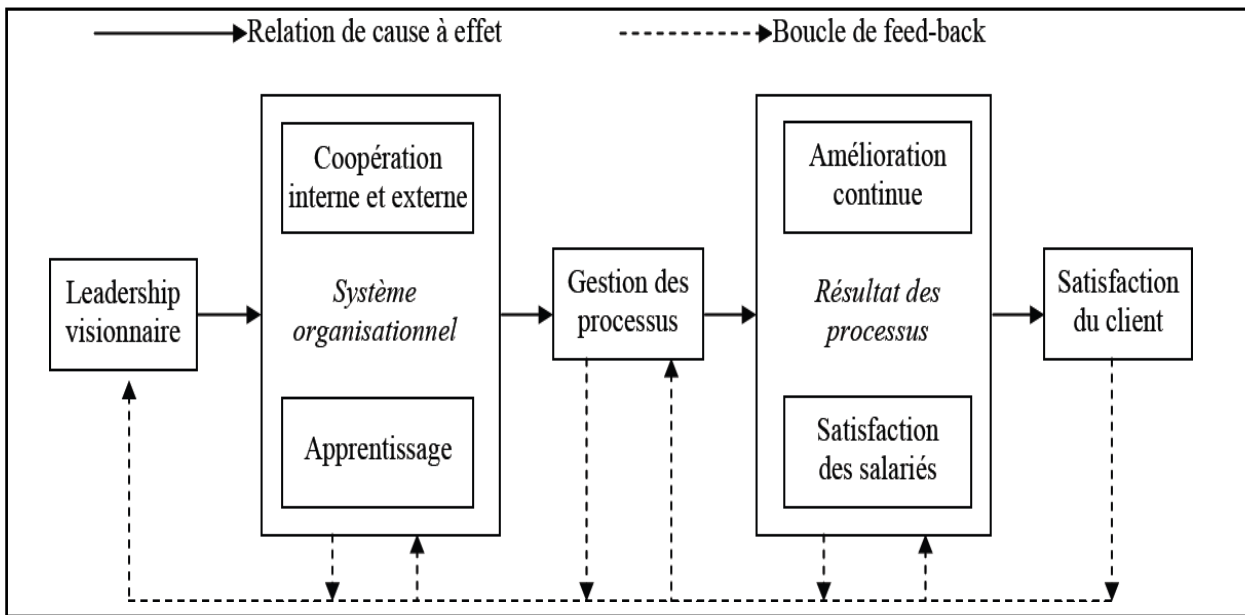 Relation de cause à effet
Boucle de feed-back
Leadership
visionnaire
Coopération
interne et externe
Système
organisationnel
Apprentissage
Gestion des
processus
Amélioration
continue
Résultat des
processus
Satisfaction
des salariés
Satisfaction
du client